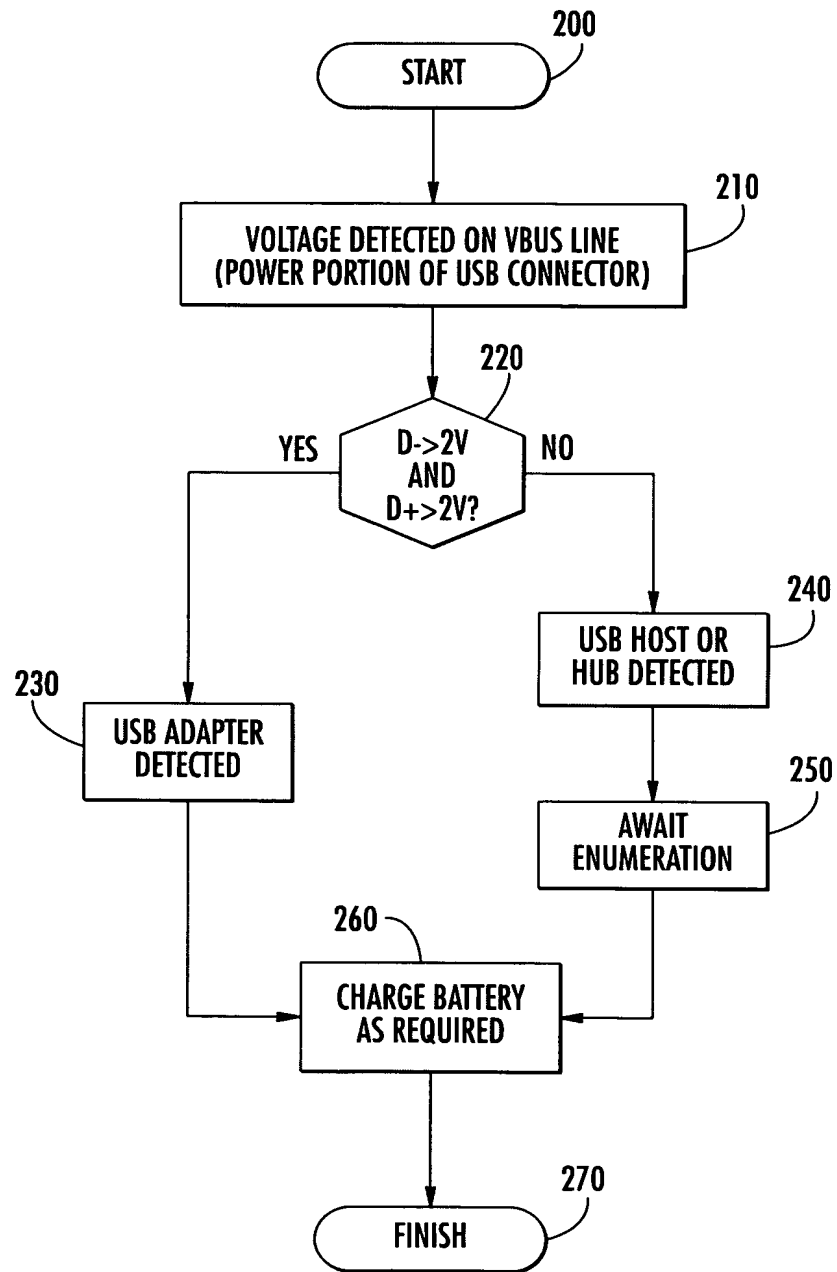 200
START
210
VOLTAGE DETECTED ON VBUS LINE
(POWER PORTION OF USB CONNECTOR)
220
YES
D->2V
AND
D+>2V?
NO
240
USB HOST OR
HUB DETECTED
230
USB ADAPTER
DETECTED
250
AWAIT
ENUMERATION
260
CHARGE BATTERY
AS REQUIRED
270
FINISH